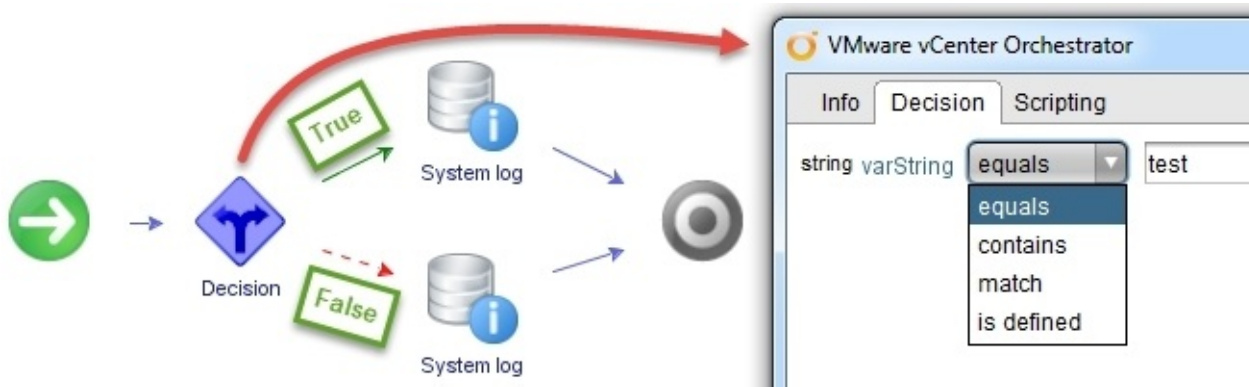 True
System log
Decision
False
System log
VMware vCenter Orchestrator
Info Decision Scripting
string varString equals test
equals
contains
match
is defined